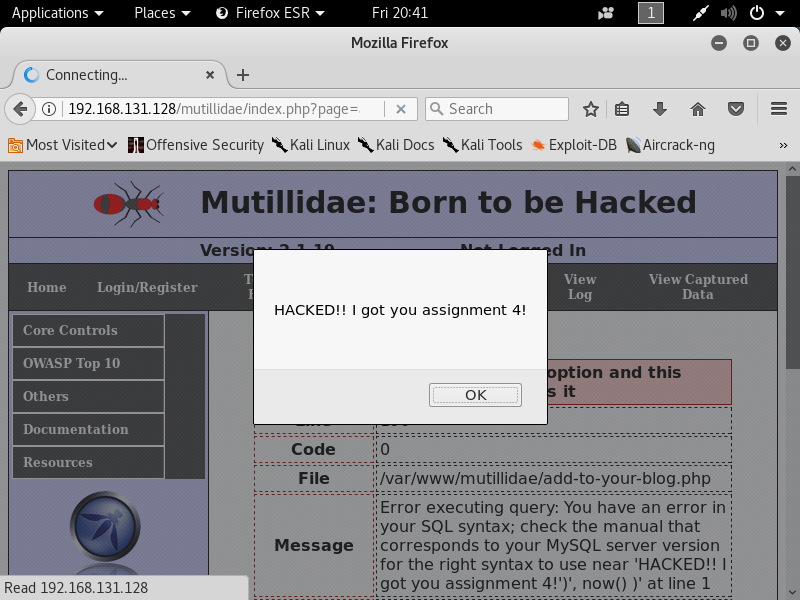 Applications Places Firefox ESR Fri 20:41 1
Mozilla Firefox
Connecting...
192.168.131.128/mutillidae/index.php?page= Search
Most Visited Offensive Security Kali Linux Kali Docs Kali Tools Exploit-DB Aircrack-ng »
Mutillidae: Born to be Hacked
Version: 2.1.19 Not Logged In
Home Login/Register View Log View Captured Data
HACKED!! I got you assignment 4!
OK
Core Controls
OWASP Top 10
Others
Documentation
Resources
option and this
s it
Line
Code 0
File /var/www/mutillidae/add-to-your-blog.php
Message Error executing query: You have an error in
your SQL syntax; check the manual that
corresponds to your MySQL server version
for the right syntax to use near 'HACKED!! I
got you assignment 4!')', now() )' at line 1
Read 192.168.131.128